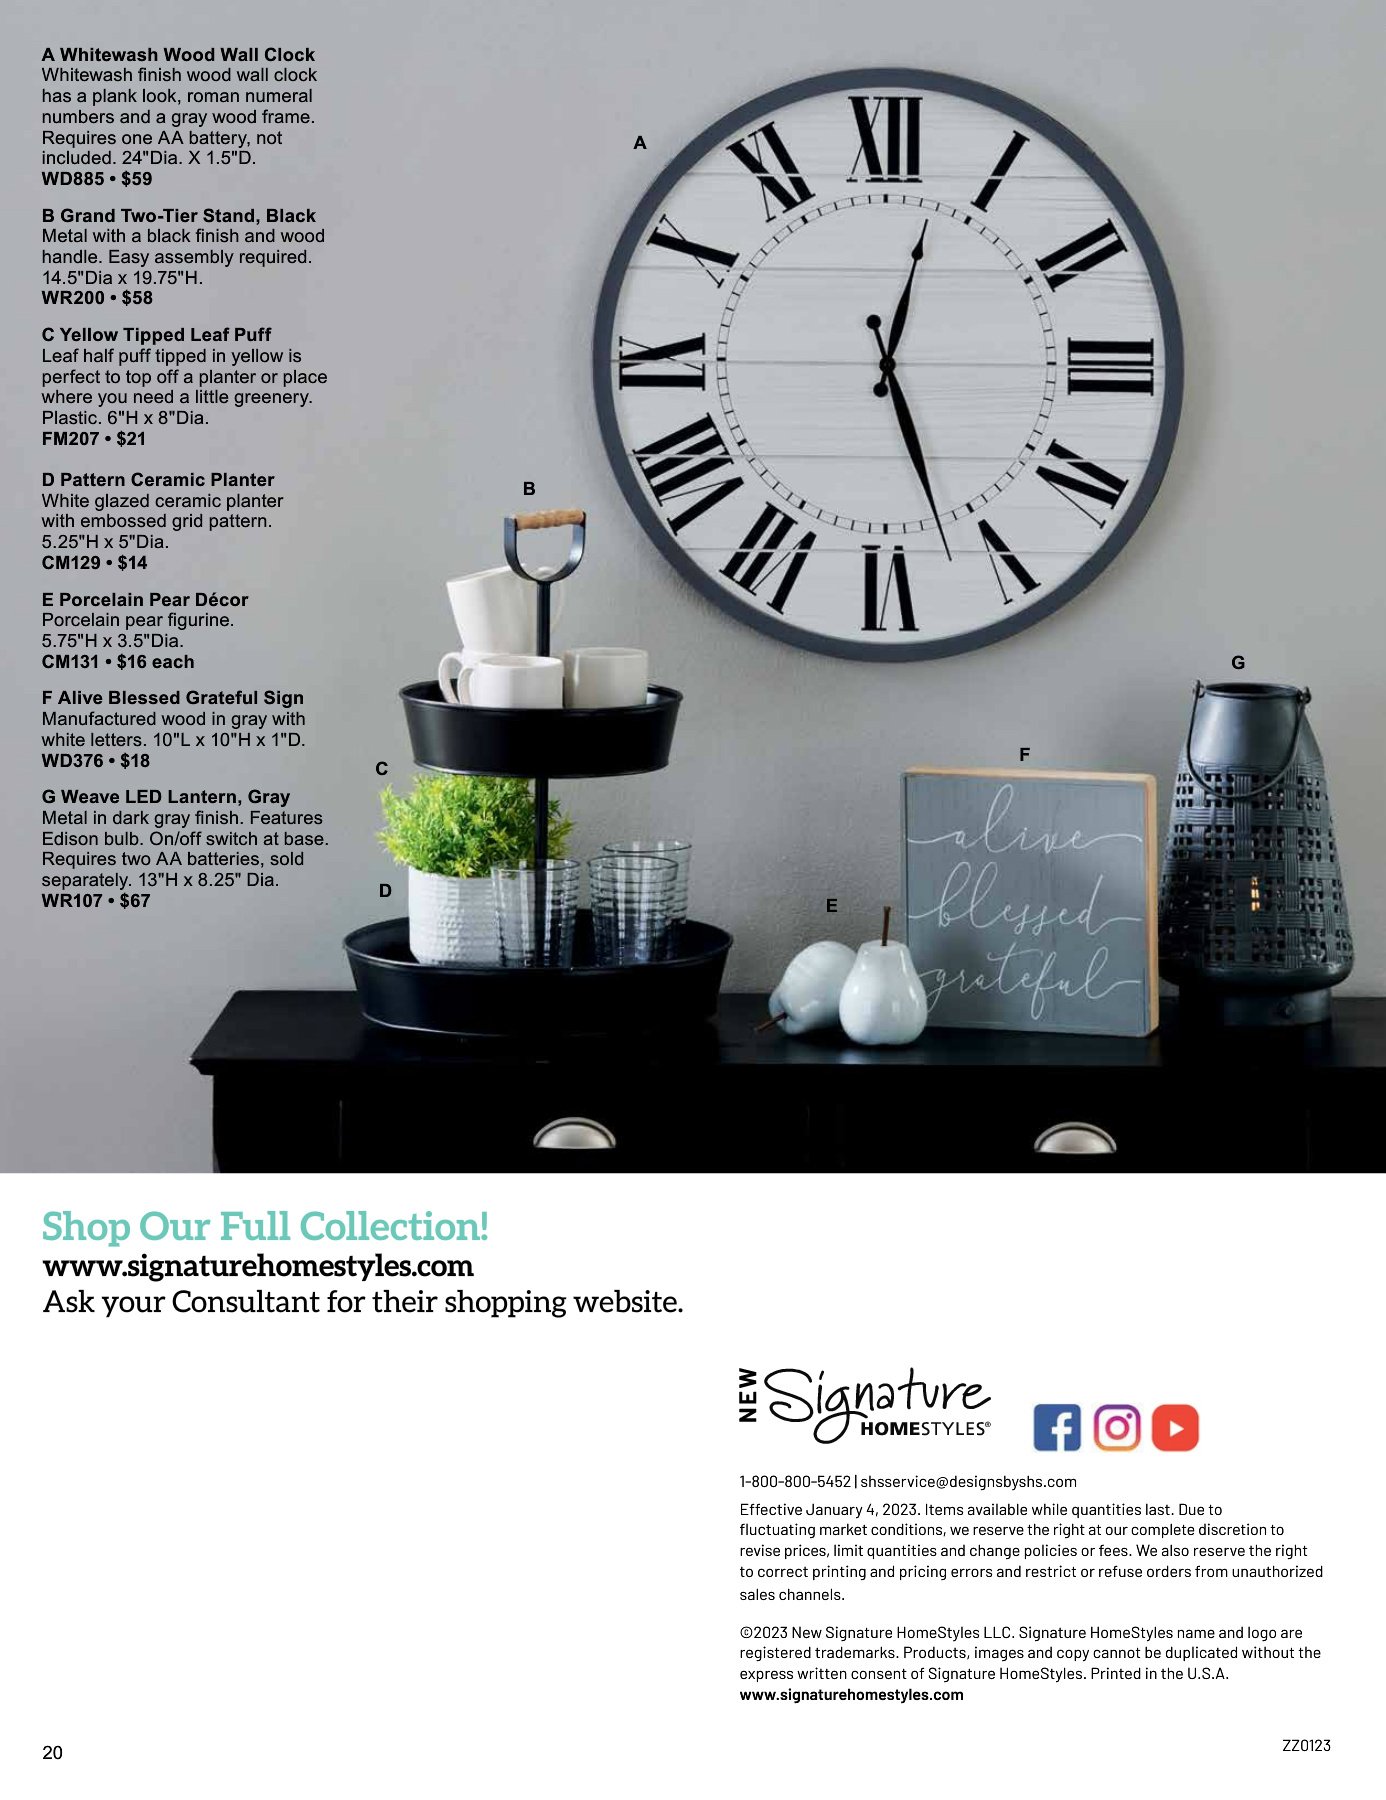 A Whitewash Wood Wall Clock
Whitewash finish wood wall clock
has a plank look, roman numeral
numbers and a gray wood frame.
Requires one AA battery, not
included. 24"Dia. X 1.5"D.
WD885 • $59
B Grand Two-Tier Stand, Black
Metal with a black finish and wood
handle. Easy assembly required.
14.5"Dia x 19.75"H.
WR200 • $58
C Yellow Tipped Leaf Puff
Leaf half puff tipped in yellow is
perfect to top off a planter or place
where you need a little greenery.
Plastic. 6"H x 8"Dia.
FM207 • $21
D Pattern Ceramic Planter
White glazed ceramic planter
with embossed grid pattern.
5.25"H x 5"Dia.
CM129 • $14
E Porcelain Pear Décor
Porcelain pear figurine.
5.75"H x 3.5"Dia.
CM131 • $16 each
F Alive Blessed Grateful Sign
Manufactured wood in gray with
white letters. 10"L x 10"H x 1"D.
WD376 • $18
G Weave LED Lantern, Gray
Metal in dark gray finish. Features
Edison bulb. On/off switch at base.
Requires two AA batteries, sold
separately. 13"H x 8.25" Dia.
WR107 • $67
A
XII
I
II
III
IIII
V
VI
VII
VIII
IX
X
XI
B
C
D
E
F
G
alive
blessed
grateful
Shop Our Full Collection!
www.signaturehomestyles.com
Ask your Consultant for their shopping website.
NEW
Signature
HOMESTYLES®
1-800-800-5452 | shsservice@designsbyshs.com
Effective January 4, 2023. Items available while quantities last. Due to
fluctuating market conditions, we reserve the right at our complete discretion to
revise prices, limit quantities and change policies or fees. We also reserve the right
to correct printing and pricing errors and restrict or refuse orders from unauthorized
sales channels.
©2023 New Signature HomeStyles LLC. Signature HomeStyles name and logo are
registered trademarks. Products, images and copy cannot be duplicated without the
express written consent of Signature HomeStyles. Printed in the U.S.A.
www.signaturehomestyles.com
20
ZZ0123